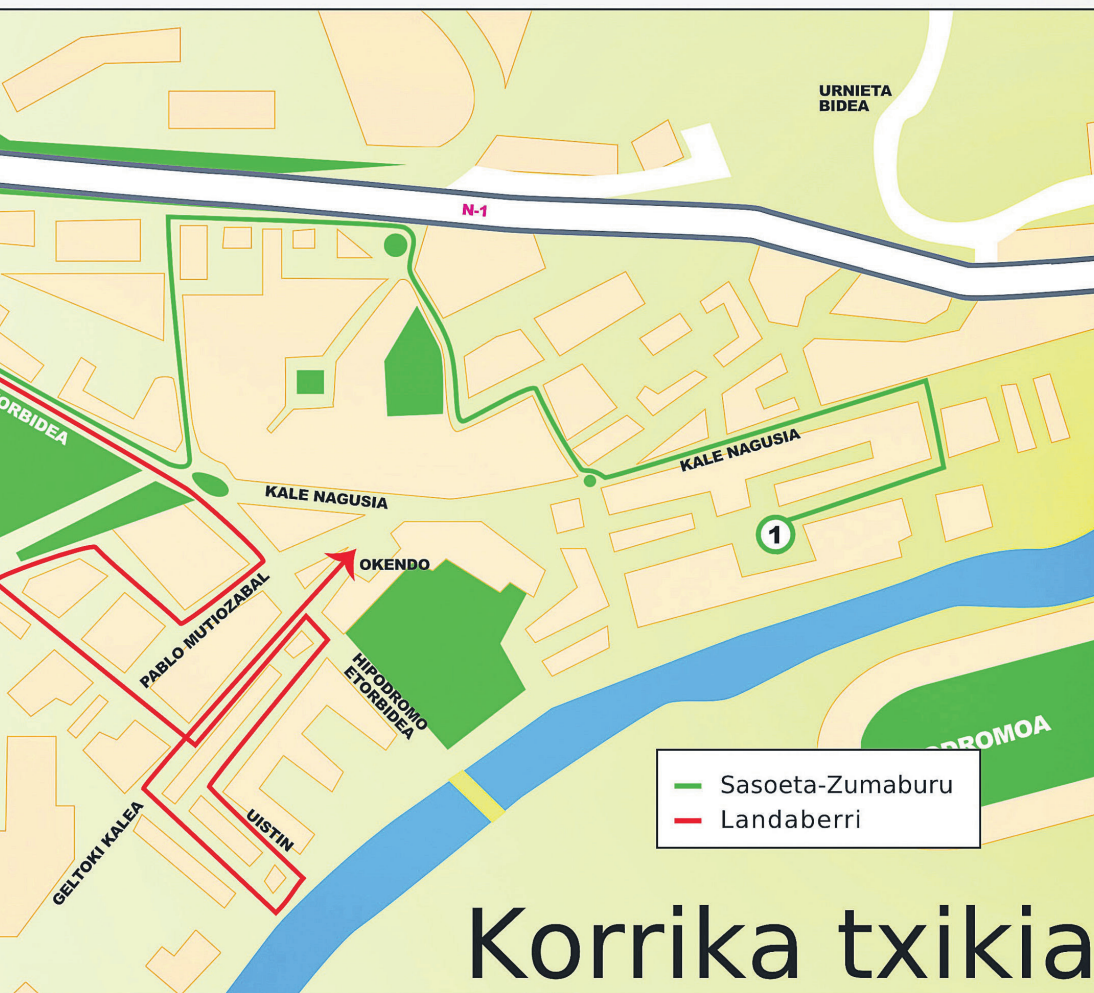 URNIETA
BIDEA
N-1
ORBIDEA
KALE NAGUSIA
KALE NAGUSIA
1
OKENDO
PABLO MUTIOZABAL
HIPODROMO
ETORBIDEA
ODROMOA
Sasoeta-Zumaburu
Landaberri
UISTIN
GELTOKI KALEA
Korrika txikia